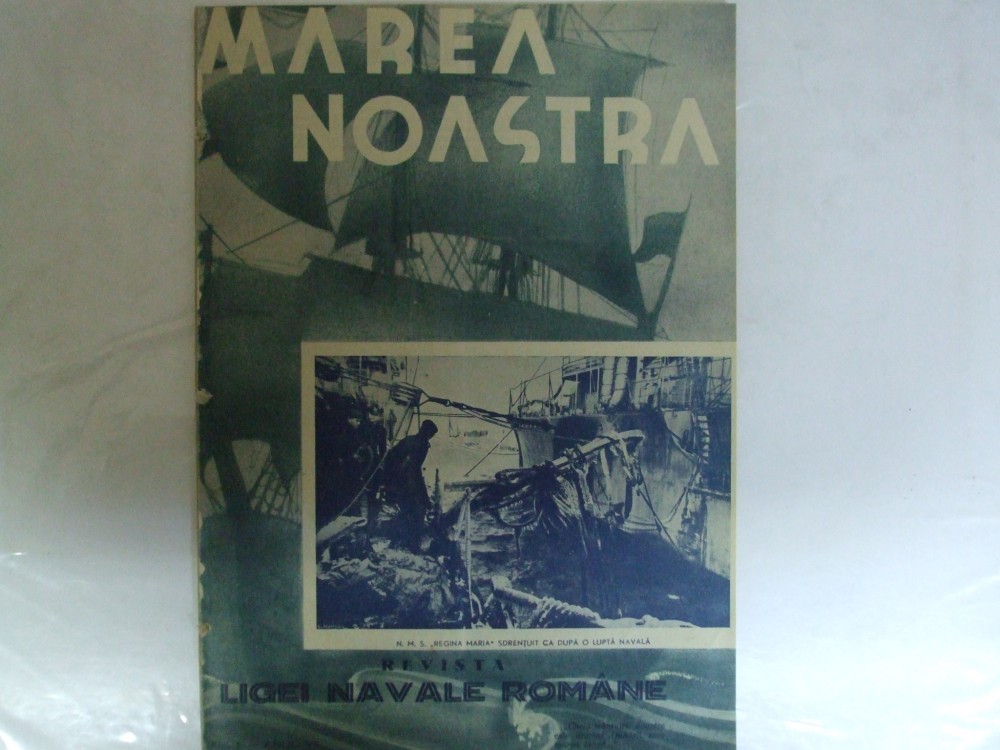 MAREA
NOASTRA
N. M. S. „REGINA MARIA“ SDRENȚUIT CA DUPĂ O LUPTĂ NAVALĂ
REVISTA
LIGEI NAVALE ROMÂNE